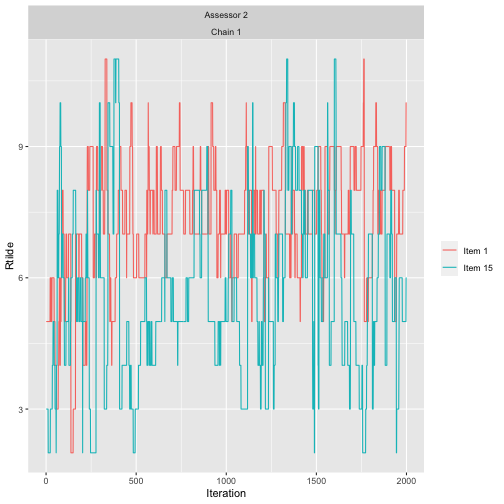 Assessor 2
Chain 1
9
6
3
Rtilde
0
500
1000
1500
2000
Iteration
Item 1
Item 15